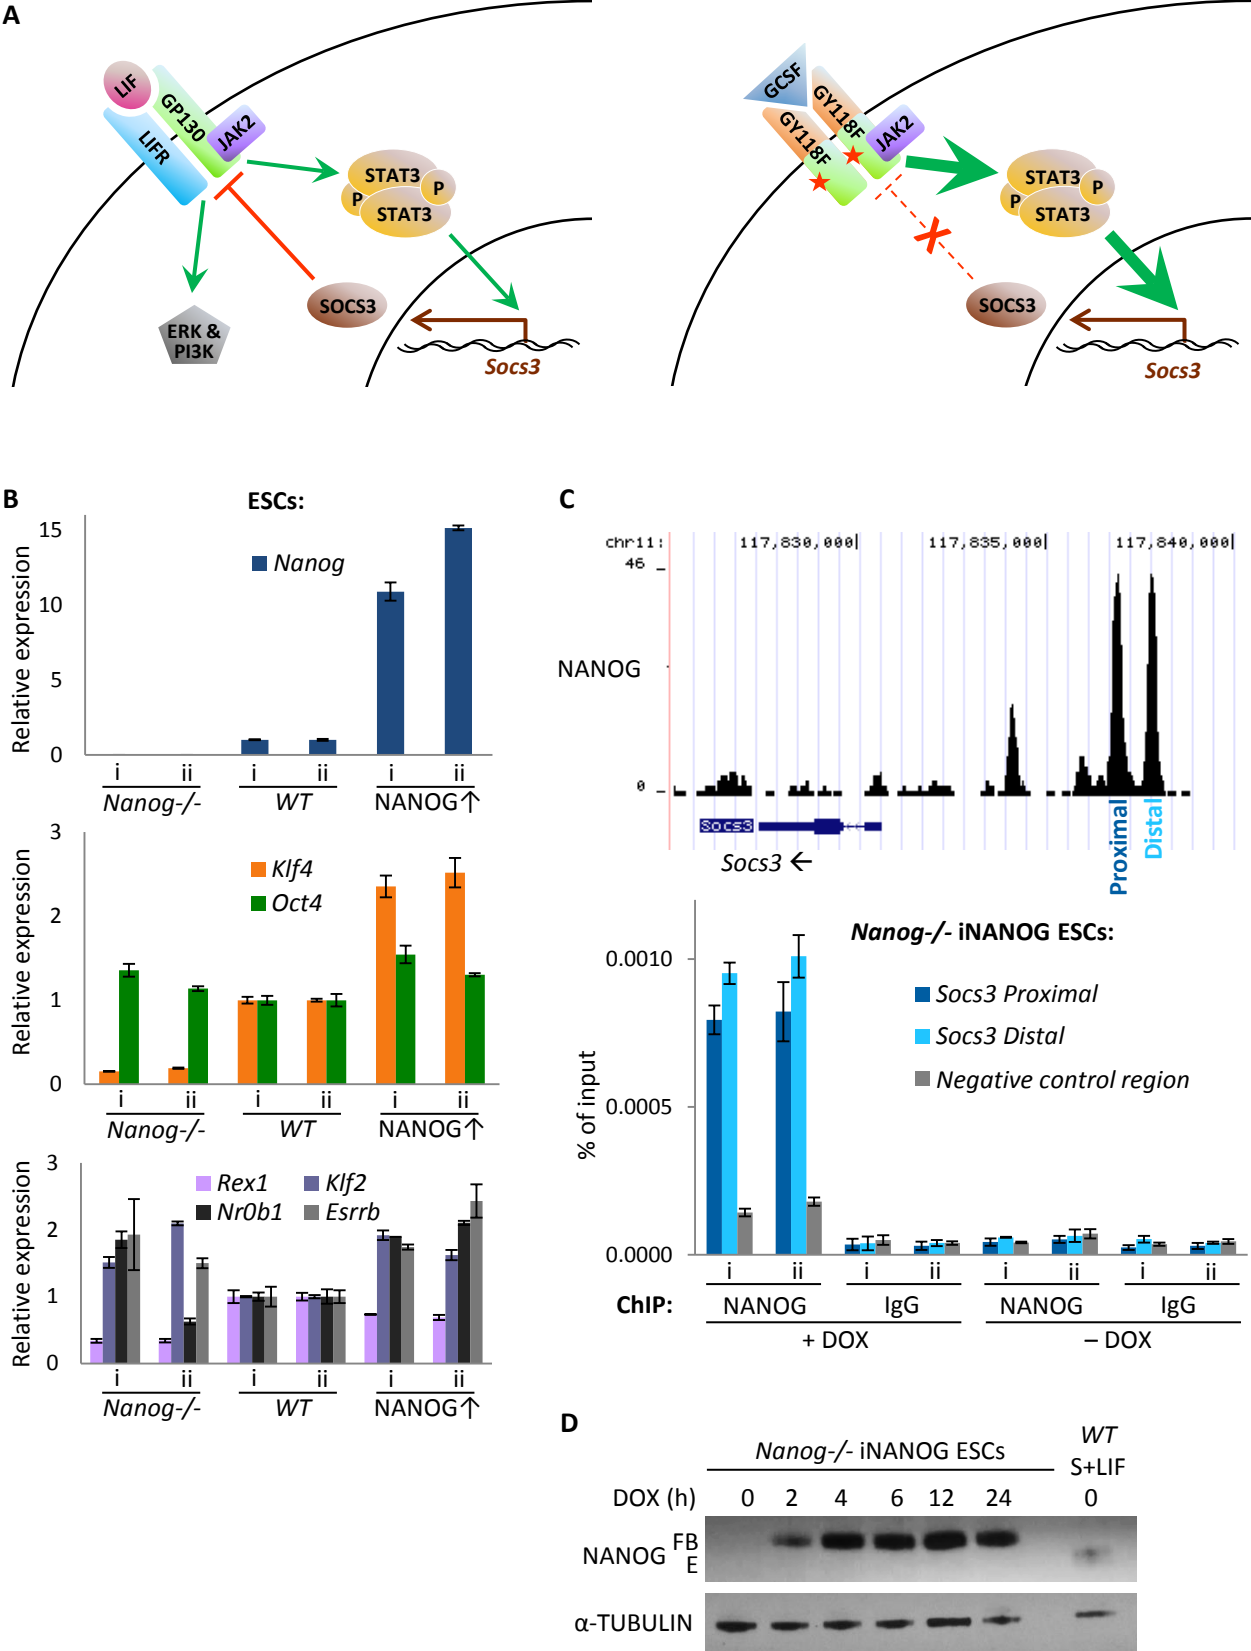 A
LIF
GP130
JAK2
LIFR
STAT3
P
P
STAT3
SOCS3
ERK &
PI3K
Socs3
GCSF
GY118F
GY118F
JAK2
STAT3
P
P
STAT3
X
SOCS3
Socs3
B
ESCs:
Relative expression
15
10
5
0
Nanog
i ii i ii i ii
Nanog-/- WT NANOG↑
Relative expression
3
2
1
0
Klf4
Oct4
i ii i ii i ii
Nanog-/- WT NANOG↑
Relative expression
3
2
1
0
Rex1 Klf2
Nr0b1 Esrrb
i ii i ii i ii
Nanog-/- WT NANOG↑
C
chr11: 117,830,000| 117,835,000| 117,840,000|
46
NANOG
0
Socs3
Socs3 ←
Proximal
Distal
Nanog-/- iNANOG ESCs:
% of input
0.0010
0.0005
0.0000
Socs3 Proximal
Socs3 Distal
Negative control region
i ii i ii i ii i ii
ChIP: NANOG IgG NANOG IgG
+ DOX – DOX
D
Nanog-/- iNANOG ESCs
WT
S+LIF
DOX (h) 0 2 4 6 12 24 0
NANOG FB
E
α-TUBULIN